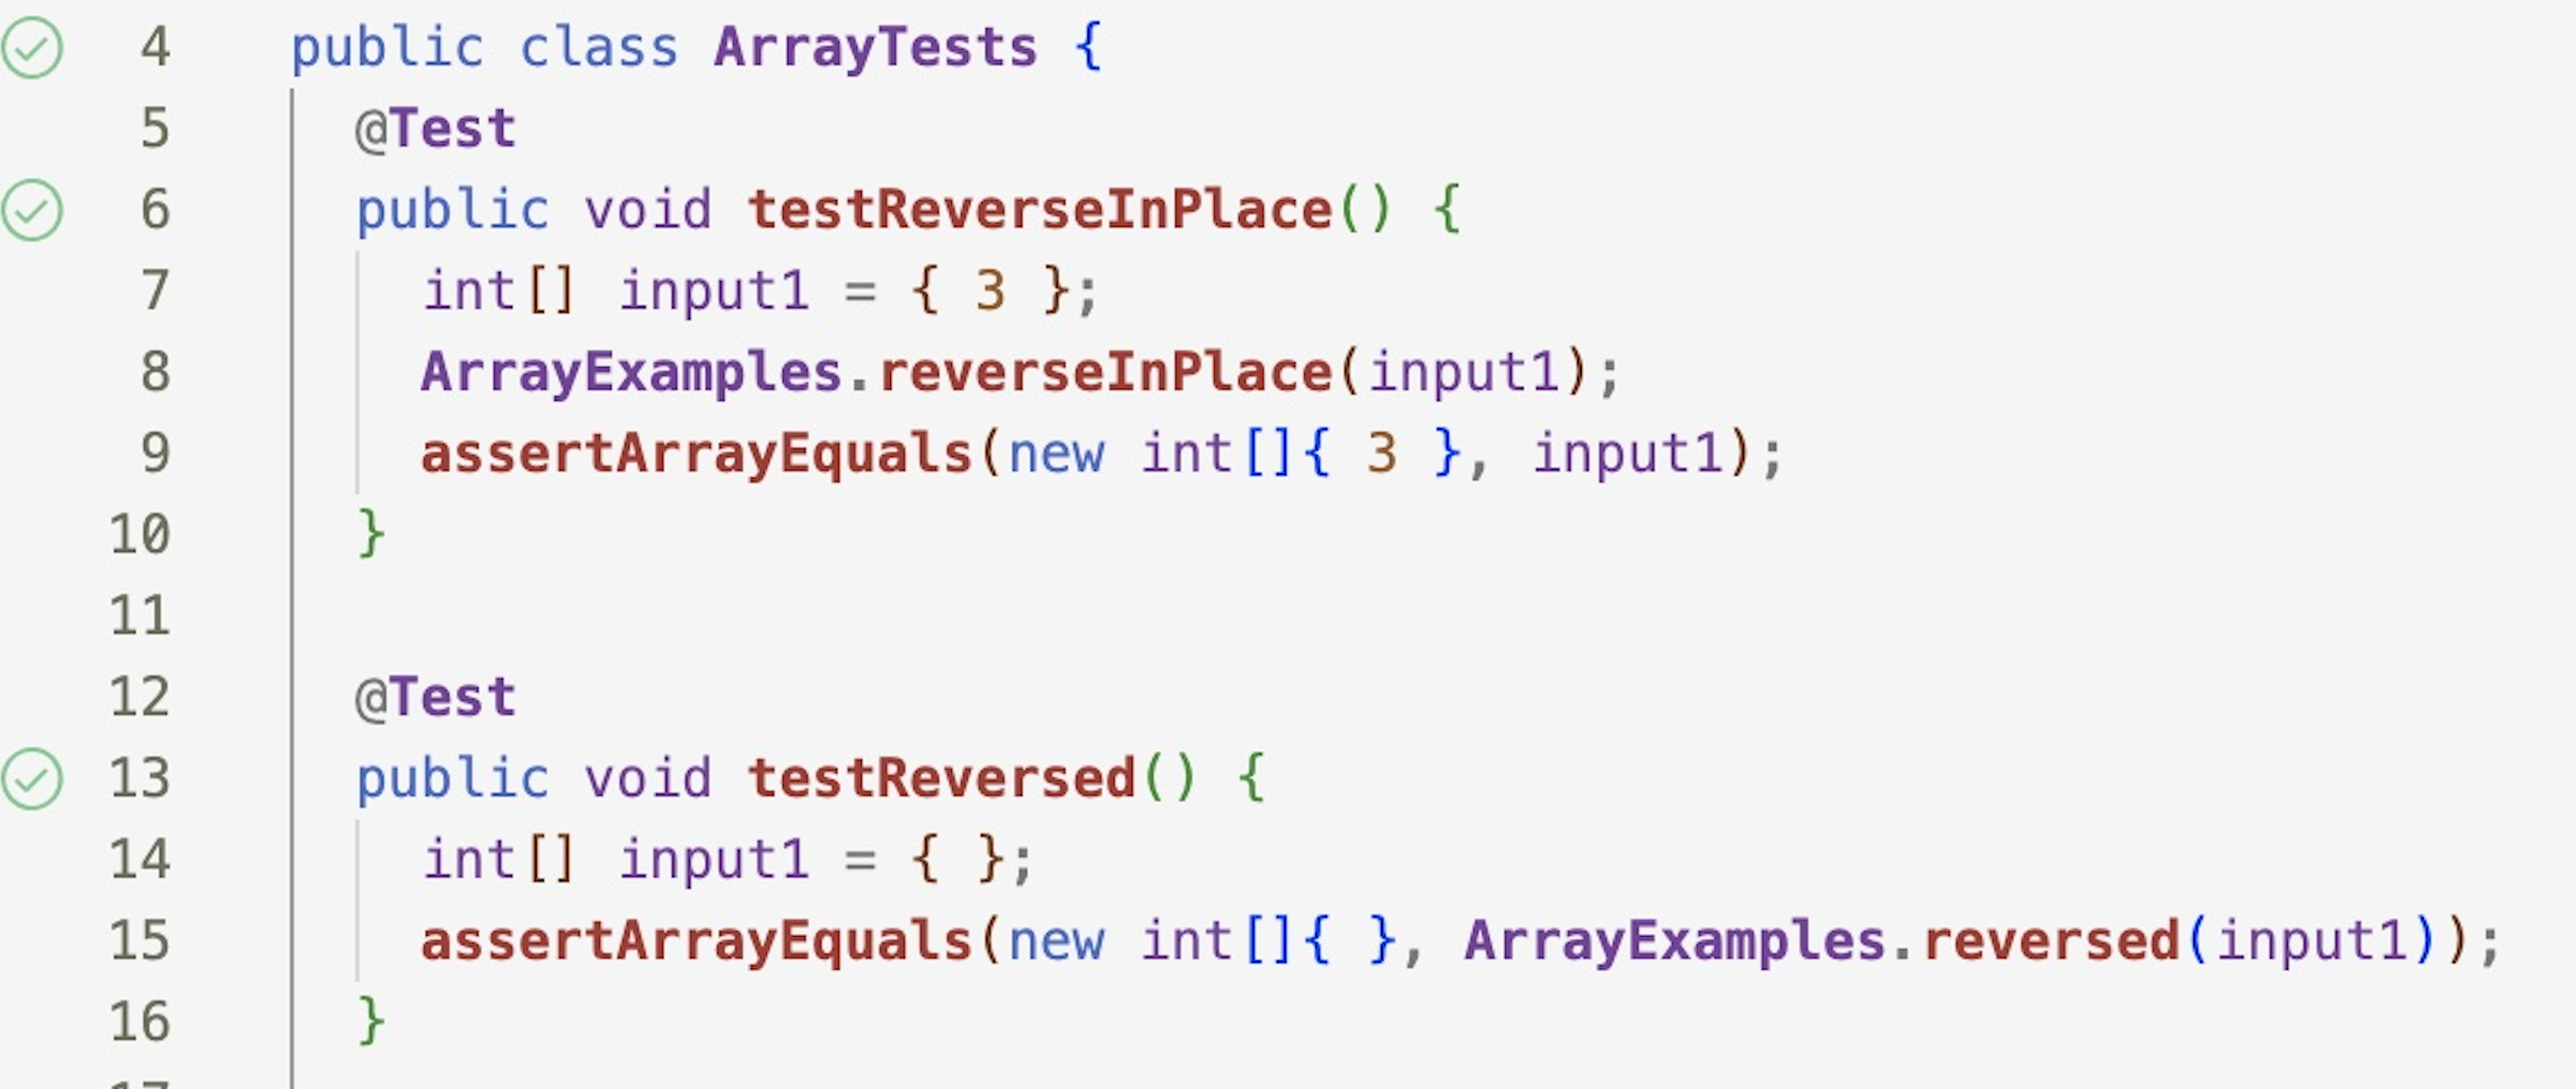 4 public class ArrayTests {
5 @Test
6 public void testReverseInPlace() {
7 int[] input1 = { 3 };
8 ArrayExamples.reverseInPlace(input1);
9 assertArrayEquals(new int[]{ 3 }, input1);
10 }
11
12 @Test
13 public void testReversed() {
14 int[] input1 = { };
15 assertArrayEquals(new int[]{ }, ArrayExamples.reversed(input1));
16 }